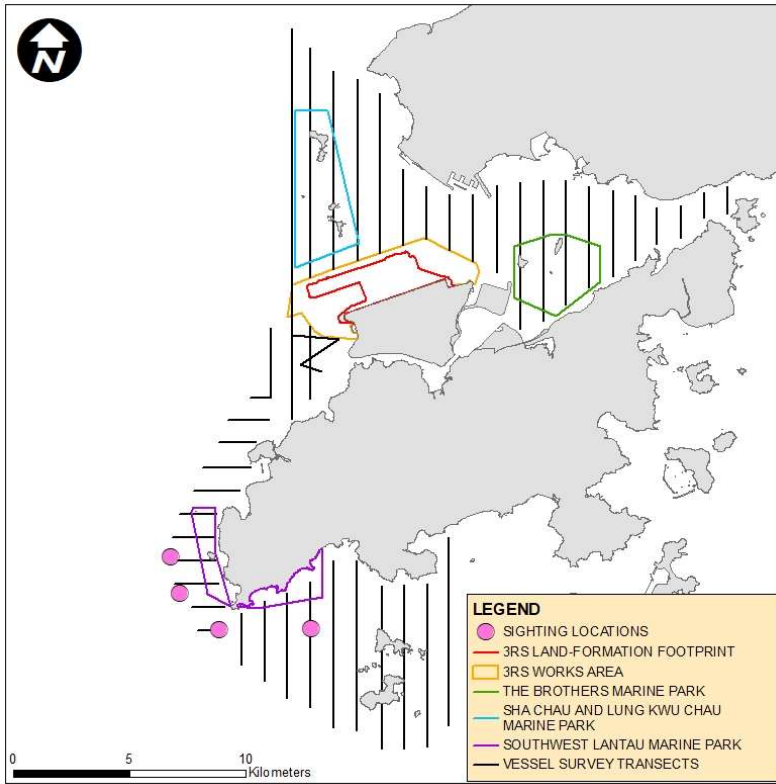 N
LEGEND
SIGHTING LOCATIONS
3RS LAND-FORMATION FOOTPRINT
3RS WORKS AREA
THE BROTHERS MARINE PARK
SHA CHAU AND LUNG KWU CHAU
MARINE PARK
SOUTHWEST LANTAU MARINE PARK
VESSEL SURVEY TRANSECTS
0 5 10
Kilometers